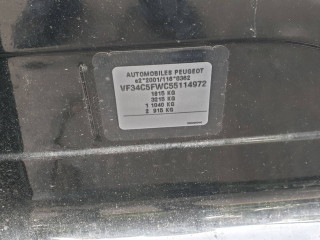 AUTOMOBILES PEUGEOT
e2*2001/116*0362
VF34C5FWC55114972
1815 KG
3015 KG
1 1040 KG
2 915 KG